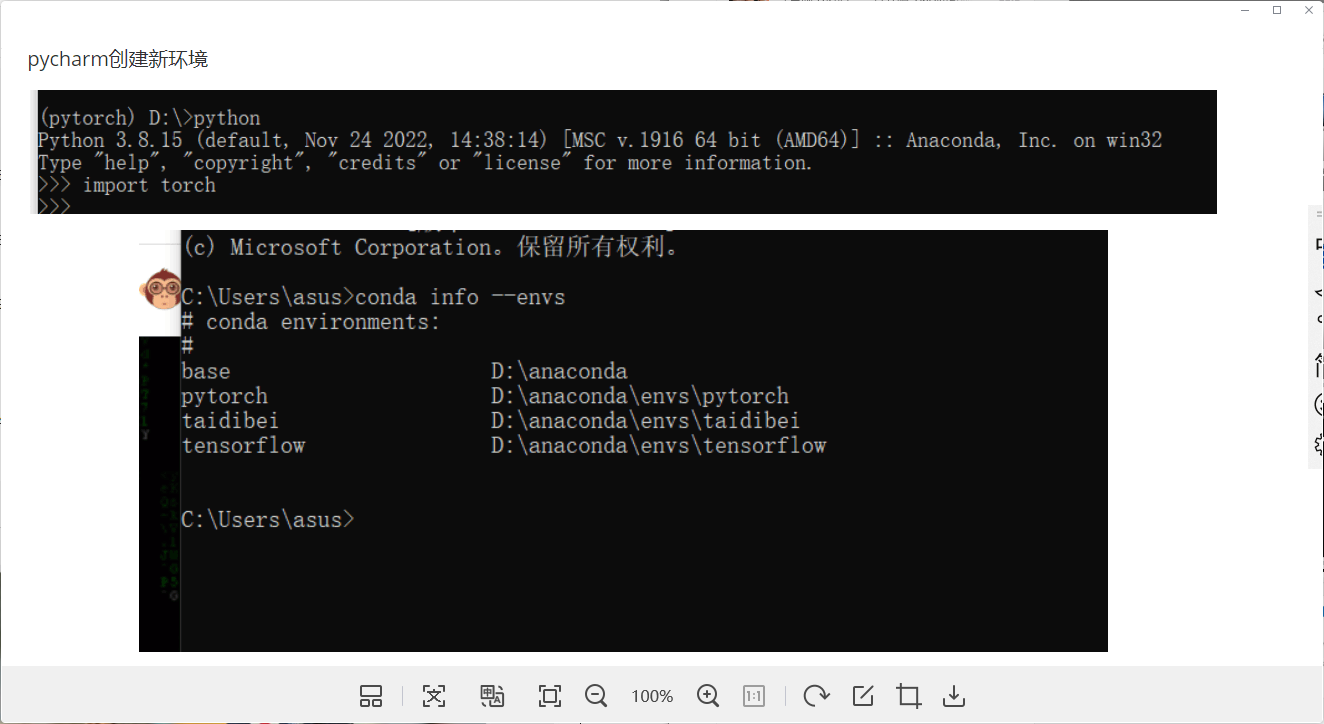 pycharm创建新环境
(pytorch) D:\>python
Python 3.8.15 (default, Nov 24 2022, 14:38:14) [MSC v.1916 64 bit (AMD64)] :: Anaconda, Inc. on win32
Type "help", "copyright", "credits" or "license" for more information.
>>> import torch
>>>
(c) Microsoft Corporation。保留所有权利。
C:\Users\asus>conda info --envs
# conda environments:
#
base D:\anaconda
pytorch D:\anaconda\envs\pytorch
taidibei D:\anaconda\envs\taidibei
tensorflow D:\anaconda\envs\tensorflow
C:\Users\asus>
100%
1:1